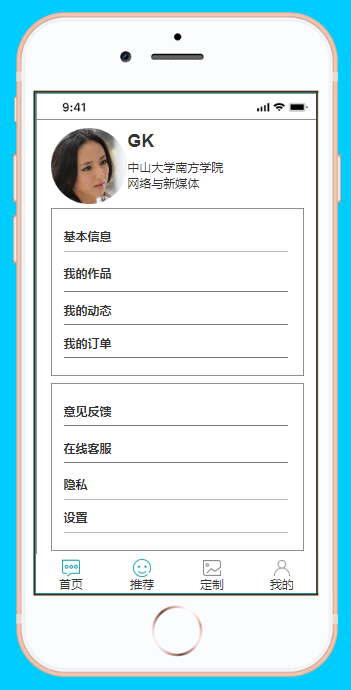 9:41
GK
中山大学南方学院
网络与新媒体
基本信息
我的作品
我的动态
我的订单
意见反馈
在线客服
隐私
设置
首页 推荐 定制 我的